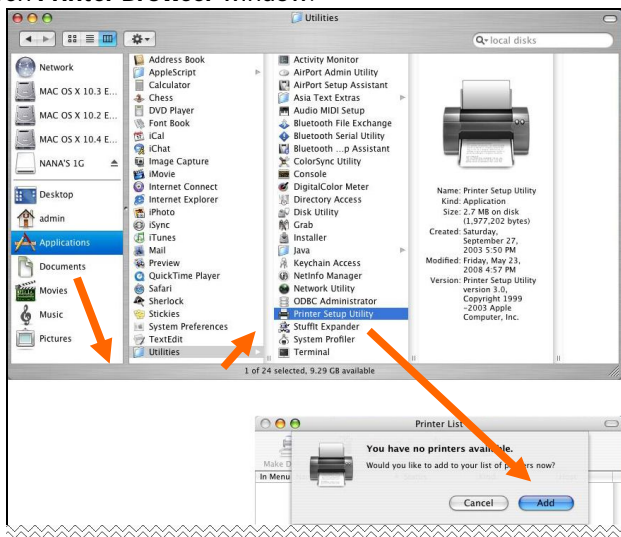 Utilities
local disks
Network
MAC OS X 10.3 E...
MAC OS X 10.2 E...
MAC OS X 10.4 E...
NANA'S 1G
Desktop
admin
Applications
Documents
Movies
Music
Pictures
Address Book
AppleScript
Calculator
Chess
DVD Player
Font Book
iCal
iChat
Image Capture
iMovie
Internet Connect
Internet Explorer
iPhoto
iSync
iTunes
Mail
Preview
QuickTime Player
Safari
Sherlock
Stickies
System Preferences
TextEdit
Utilities
Activity Monitor
AirPort Admin Utility
AirPort Setup Assistant
Asia Text Extras
Audio MIDI Setup
Bluetooth File Exchange
Bluetooth Serial Utility
Bluetooth ...p Assistant
ColorSync Utility
Console
DigitalColor Meter
Directory Access
Disk Utility
Grab
Installer
Java
Keychain Access
NetInfo Manager
Network Utility
ODBC Administrator
Printer Setup Utility
StuffIt Expander
System Profiler
Terminal
Name: Printer Setup Utility
Kind: Application
Size: 2.7 MB on disk
(1,977,202 bytes)
Created: Saturday,
September 27,
2003 5:50 PM
Modified: Friday, May 23,
2008 4:57 PM
Version: Printer Setup Utility
version 3.0,
Copyright 1999
-2003 Apple
Computer, Inc.
1 of 24 selected, 9.29 GB available
Printer List
You have no printers available.
Would you like to add to your list of printers now?
Make D
In Menu
Cancel
Add